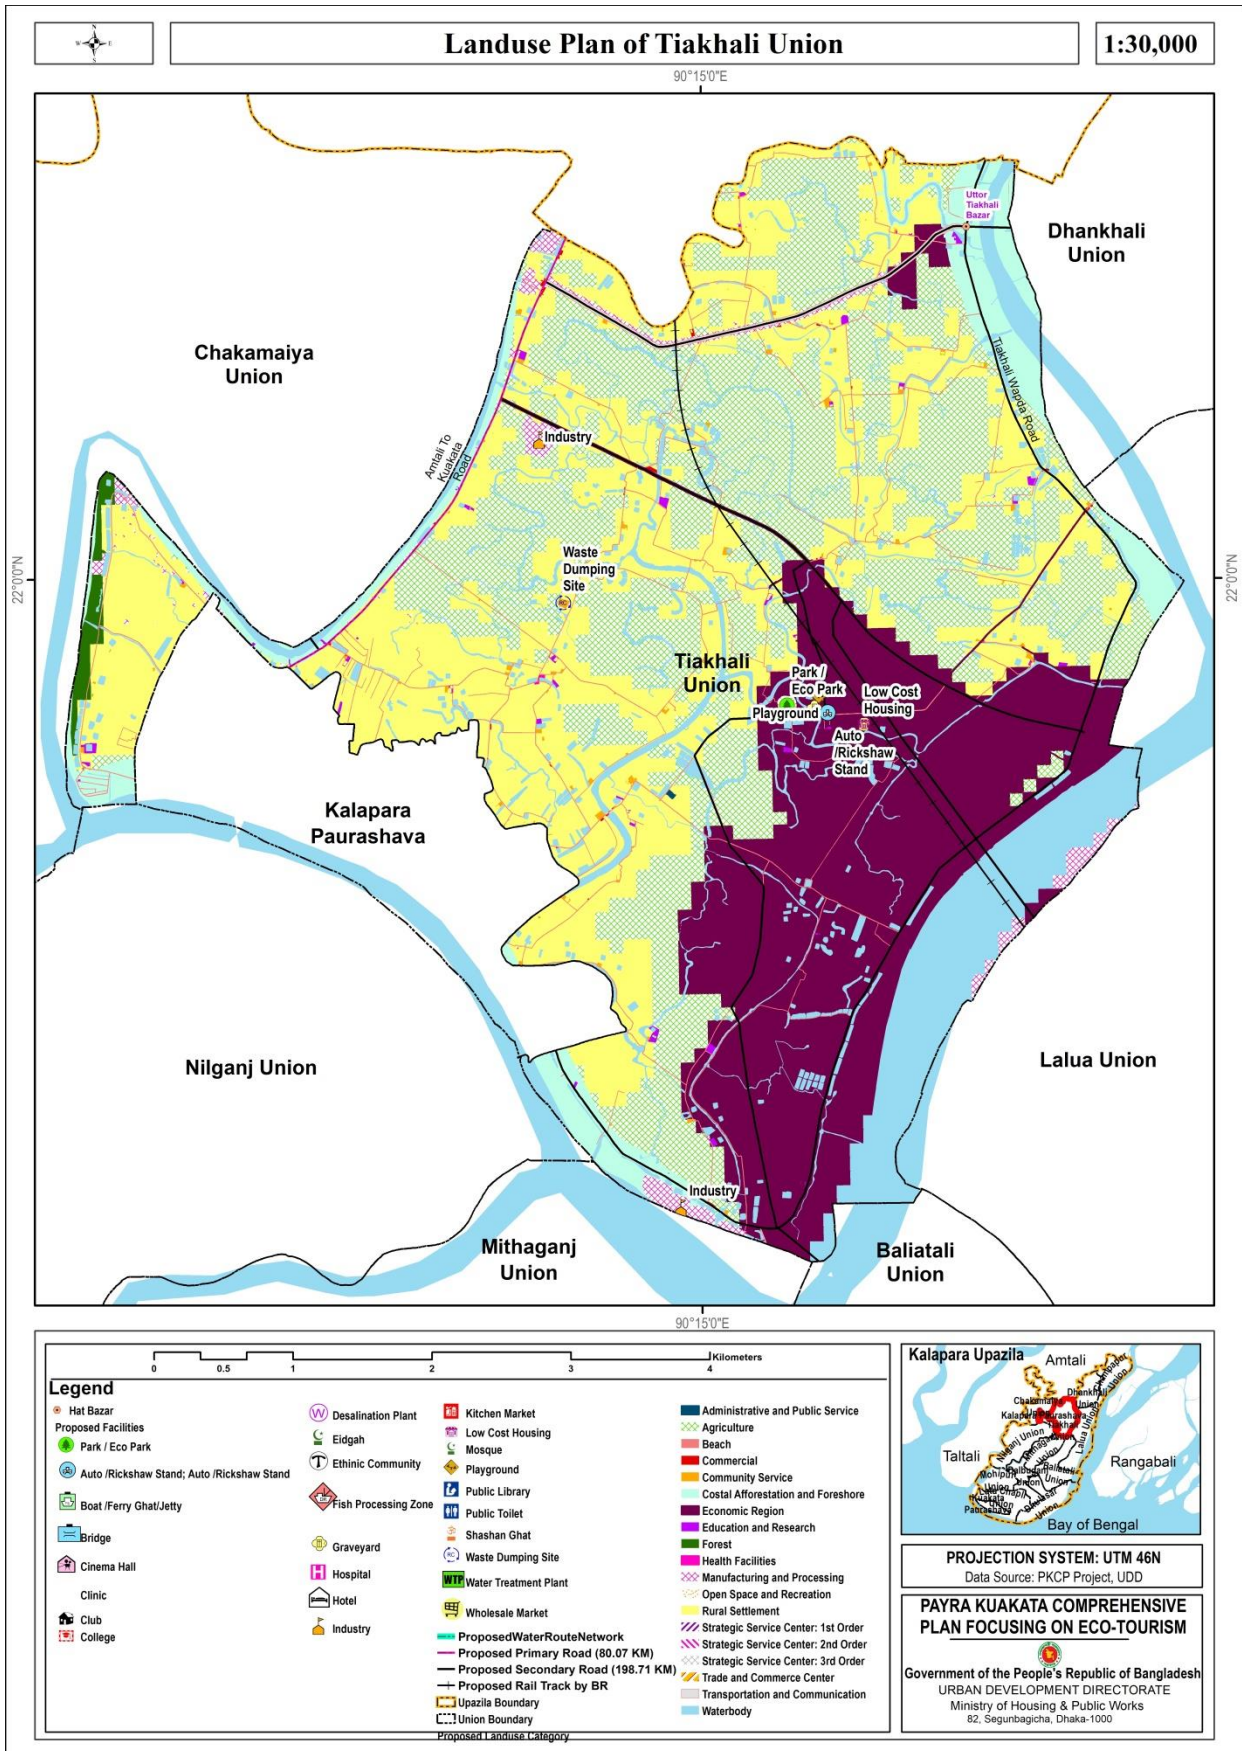 N
W E
S
Landuse Plan of Tiakhali Union
1:30,000
90°15'0"E
22°0'0"N
22°0'0"N
Uttor
Tiakhali
Bazar
Dhankhali
Union
Chakamaiya
Union
Tiakhali Wapda Road
Amtali To
Kuakata
Road
Industry
Waste
Dumping
Site
Tiakhali
Union
Park /
Eco Park
Playground
Low Cost
Housing
Auto
/Rickshaw
Stand
Kalapara
Paurashava
Nilganj Union
Lalua Union
Industry
Mithaganj
Union
Baliatali
Union
90°15'0"E
0 0.5 1 2 3 4
Kilometers
Legend
Hat Bazar
Proposed Facilities
Park / Eco Park
Auto /Rickshaw Stand; Auto /Rickshaw Stand
Boat /Ferry Ghat/Jetty
Bridge
Cinema Hall
Clinic
Club
College
Desalination Plant
Eidgah
Ethinic Community
Fish Processing Zone
Graveyard
Hospital
Hotel
Industry
Kitchen Market
Low Cost Housing
Mosque
Playground
Public Library
Public Toilet
Shashan Ghat
Waste Dumping Site
WTP
Water Treatment Plant
Wholesale Market
ProposedWaterRouteNetwork
Proposed Primary Road (80.07 KM)
Proposed Secondary Road (198.71 KM)
Proposed Rail Track by BR
Upazila Boundary
Union Boundary
Proposed Landuse Category
Administrative and Public Service
Agriculture
Beach
Commercial
Community Service
Costal Afforestation and Foreshore
Economic Region
Education and Research
Forest
Health Facilities
Manufacturing and Processing
Open Space and Recreation
Rural Settlement
Strategic Service Center: 1st Order
Strategic Service Center: 2nd Order
Strategic Service Center: 3rd Order
Trade and Commerce Center
Transportation and Communication
Waterbody
Kalapara Upazila
Amtali
Dhankhali
Union
Nilganj Union
Lalua Union
Taltali
Rangabali
Baliatali
Union
Kuakata
Paurashava
Bay of Bengal
PROJECTION SYSTEM: UTM 46N
Data Source: PKCP Project, UDD
PAYRA KUAKATA COMPREHENSIVE
PLAN FOCUSING ON ECO-TOURISM
Government of the People's Republic of Bangladesh
URBAN DEVELOPMENT DIRECTORATE
Ministry of Housing & Public Works
82, Segunbagicha, Dhaka-1000